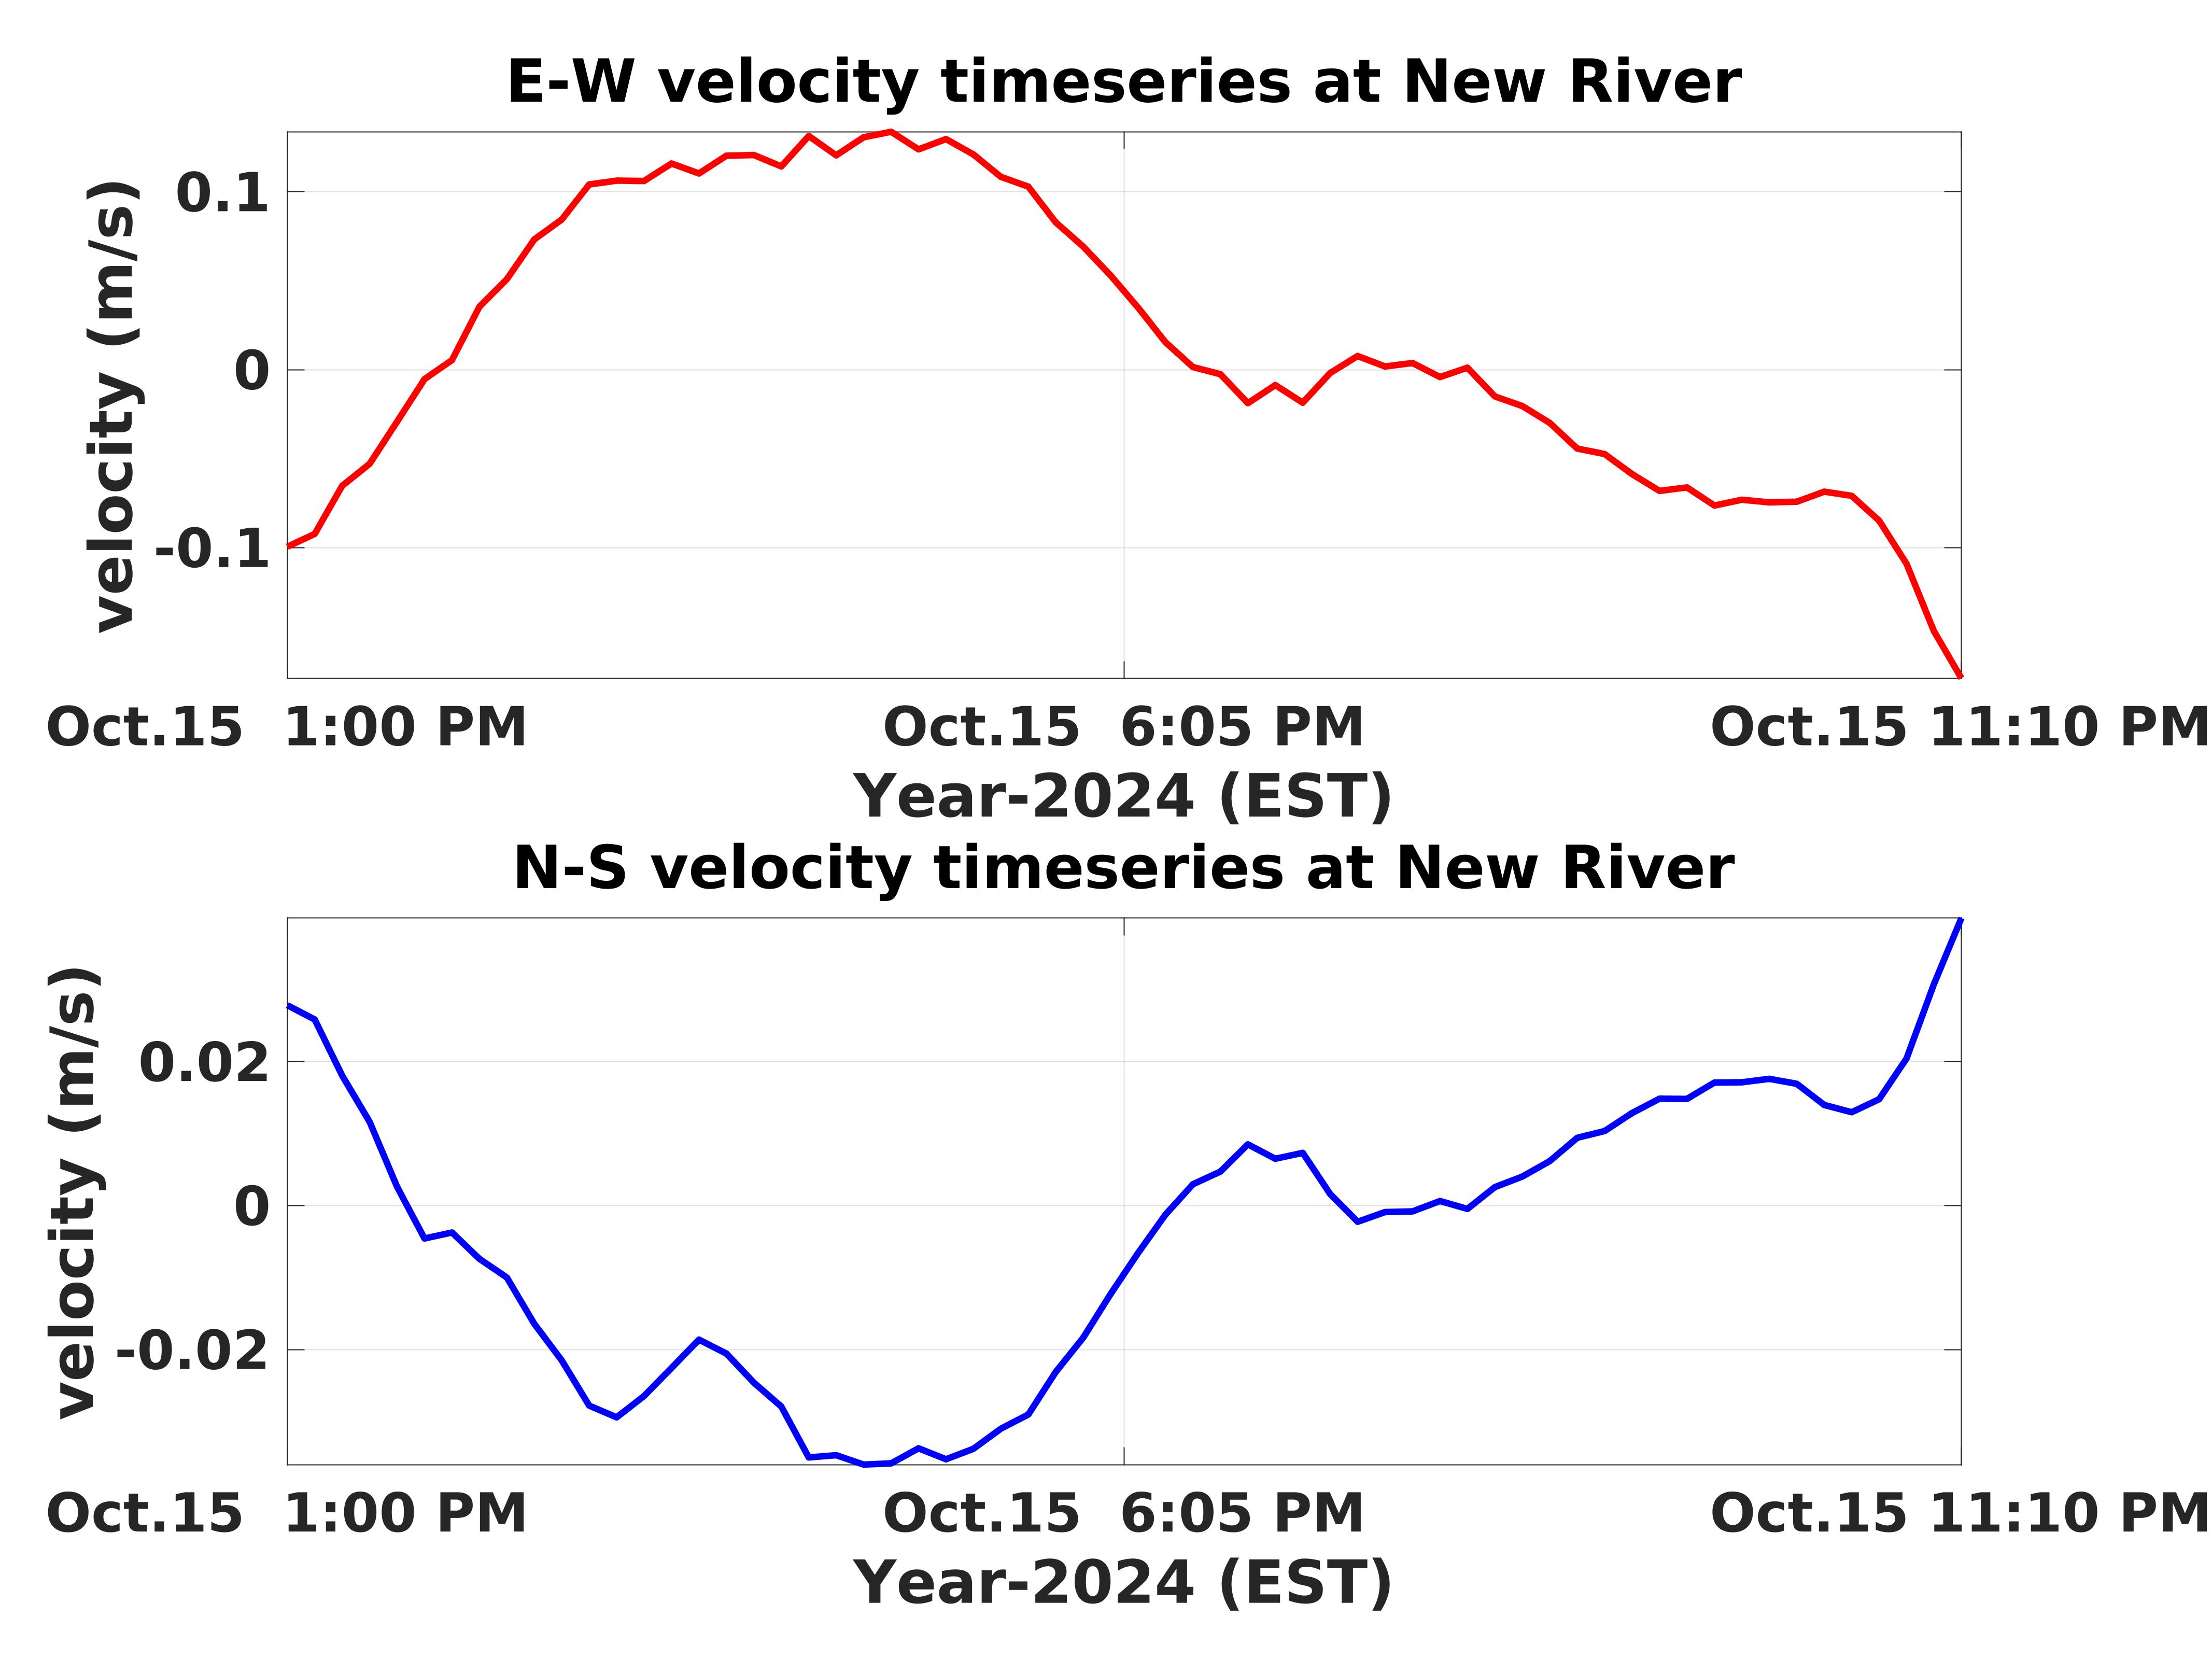 E-W velocity timeseries at New River
velocity (m/s)
0.1
0
-0.1
Oct.15  1:00 PM Oct.15  6:05 PM Oct.15 11:10 PM
Year-2024 (EST)
N-S velocity timeseries at New River
velocity (m/s)
0.02
0
-0.02
Oct.15  1:00 PM Oct.15  6:05 PM Oct.15 11:10 PM
Year-2024 (EST)